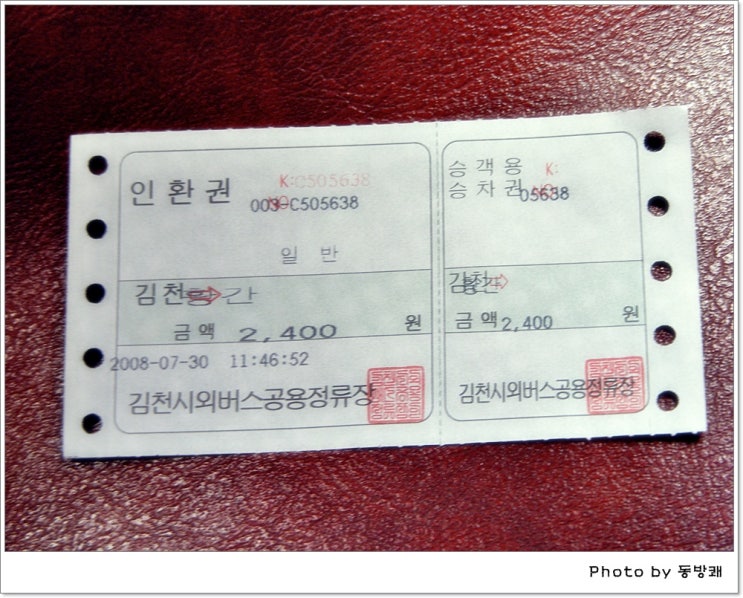 인환권
K:C505638
003-C505638
일 반
김천 황간
금액 2,400 원
2008-07-30 11:46:52
김천시외버스공용정류장
승객용
승차권
K:
05638
김천
금액 2,400 원
김천시외버스공용정류장
Photo by 동방쾌